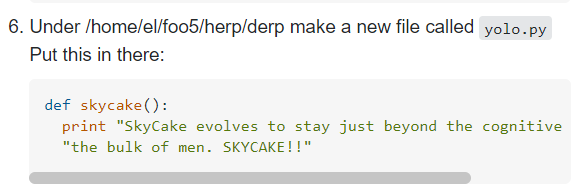 6. Under /home/el/foo5/herp/derp make a new file called yolo.py
Put this in there:
def skycake():
  print "SkyCake evolves to stay just beyond the cognitive
  "the bulk of men. SKYCAKE!!"